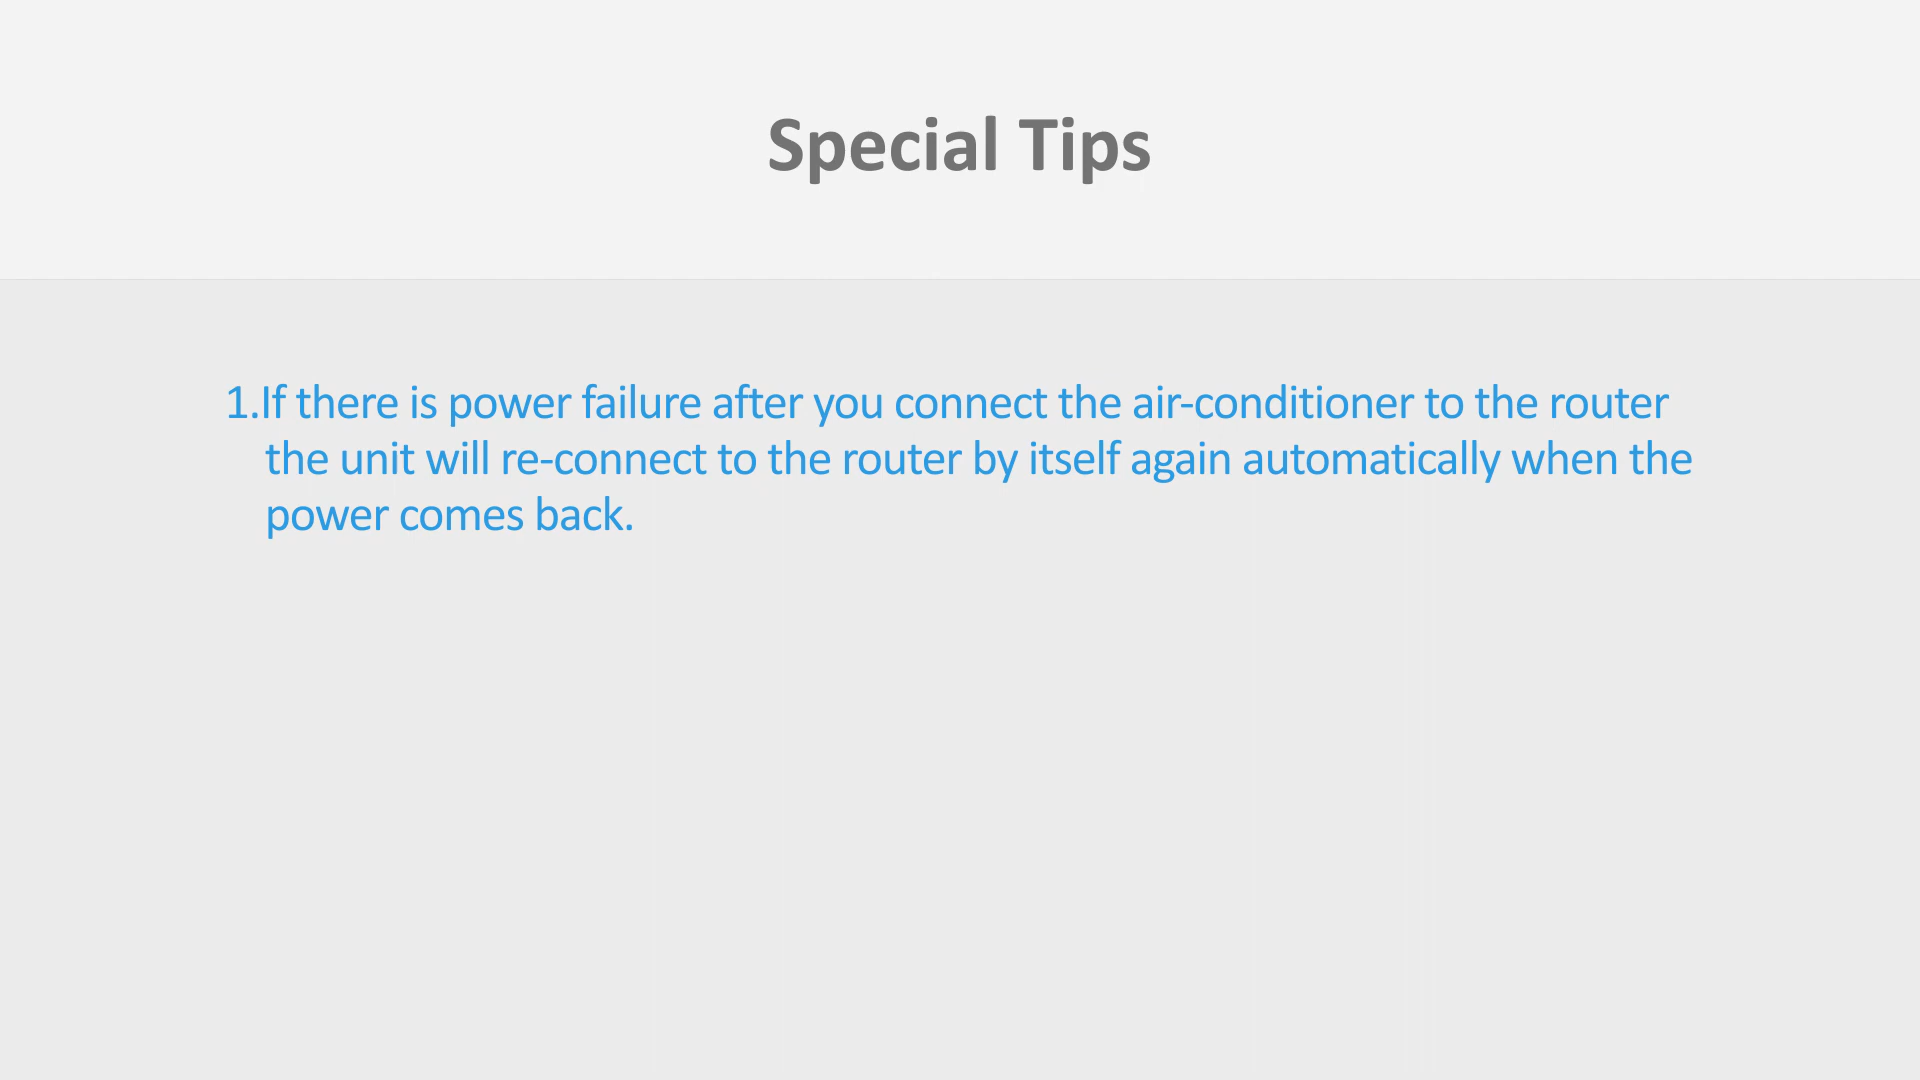 Special Tips
1.If there is power failure after you connect the air-conditioner to the router
the unit will re-connect to the router by itself again automatically when the
power comes back.